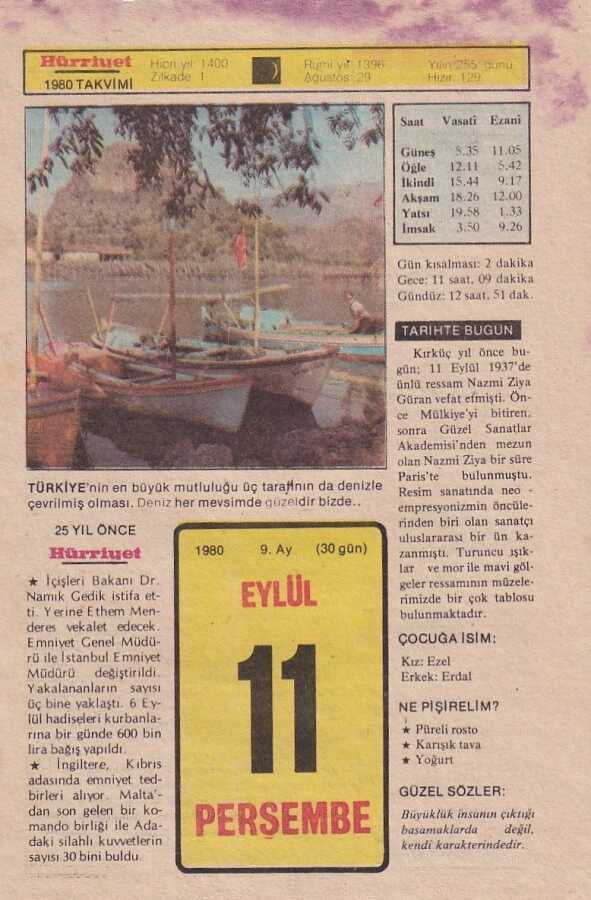 Hürriyet
1980 TAKVİMİ
Hicri yıl 1400
Zilkade 1
Rumi yıl 1396
Ağustos 29
Yılın 255 günü
Hızır 129
Saat Vasatî Ezanî
Güneş 5.35 11.05
Öğle 12.11 5.42
İkindi 15.44 9.17
Akşam 18.26 12.00
Yatsı 19.58 1.33
İmsak 3.50 9.26
Gün kısalması: 2 dakika
Gece: 11 saat, 09 dakika
Gündüz: 12 saat, 51 dak.
TÜRKİYE'nin en büyük mutluluğu üç tarafının da denizle
çevrilmiş olması. Deniz her mevsimde güzeldir bizde..
25 YIL ÖNCE
Hürriyet
★ İçişleri Bakanı Dr.
Namık Gedik istifa et-
ti. Yerine Ethem Men-
deres vekalet edecek.
Emniyet Genel Müdü-
rü ile İstanbul Emniyet
Müdürü değiştirildi.
Yakalananların sayısı
üç bine yaklaştı. 6 Ey-
lül hadiseleri kurbanla-
rına bir günde 600 bin
lira bağış yapıldı.
★ İngiltere, Kıbrıs
adasında emniyet ted-
birleri alıyor. Malta'-
dan son gelen bir ko-
mando birliği ile Ada-
daki silahlı kuvvetlerin
sayısı 30 bini buldu.
1980 9. Ay (30 gün)
EYLÜL
11
PERŞEMBE
TARİHTE BUGÜN
Kırküç yıl önce bu-
gün; 11 Eylül 1937'de
ünlü ressam Nazmi Ziya
Güran vefat etmişti. Ön-
ce Mülkiye'yi bitiren,
sonra Güzel Sanatlar
Akademisi'nden mezun
olan Nazmi Ziya bir süre
Paris'te bulunmuştu.
Resim sanatında neo -
empresyonizmin öncüle-
rinden biri olan sanatçı
uluslararası bir ün ka-
zanmıştı. Turuncu ışık-
lar ve mor ile mavi göl-
geler ressamının müzele-
rimizde bir çok tablosu
bulunmaktadır.
ÇOCUĞA İSİM:
Kız: Ezel
Erkek: Erdal
NE PİŞİRELİM?
★ Püreli rosto
★ Karışık tava
★ Yoğurt
GÜZEL SÖZLER:
Büyüklük insanın çıktığı
basamaklarda değil,
kendi karakterindedir.